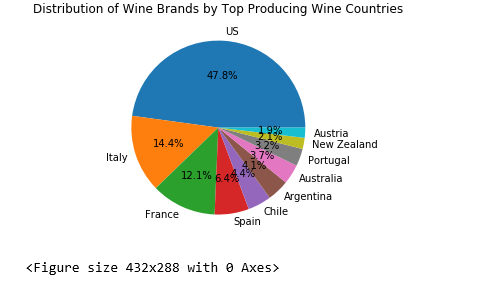 Distribution of Wine Brands by Top Producing Wine Countries
US
47.8%
Italy
14.4%
France
12.1%
Spain
6.4%
Chile
4.4%
Argentina
4.1%
Australia
3.7%
Portugal
3.2%
New Zealand
2.1%
Austria
1.9%
<Figure size 432x288 with 0 Axes>